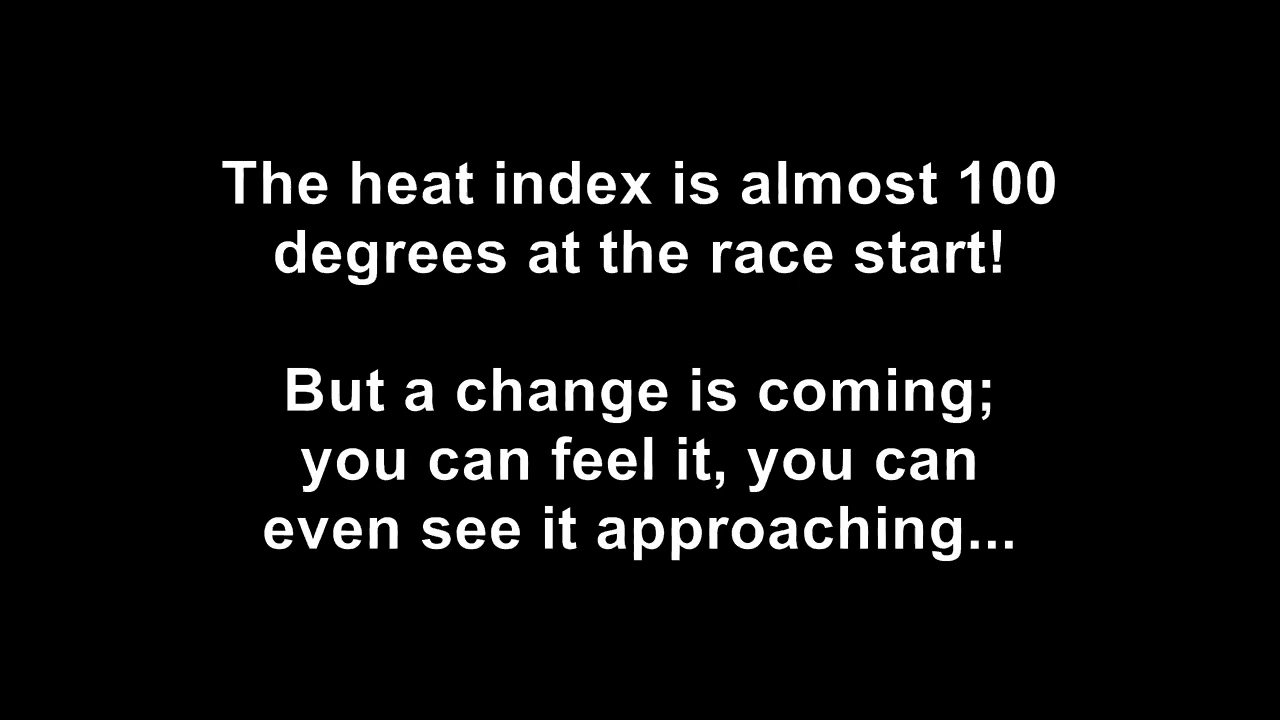 The heat index is almost 100
degrees at the race start!
But a change is coming;
you can feel it, you can
even see it approaching...